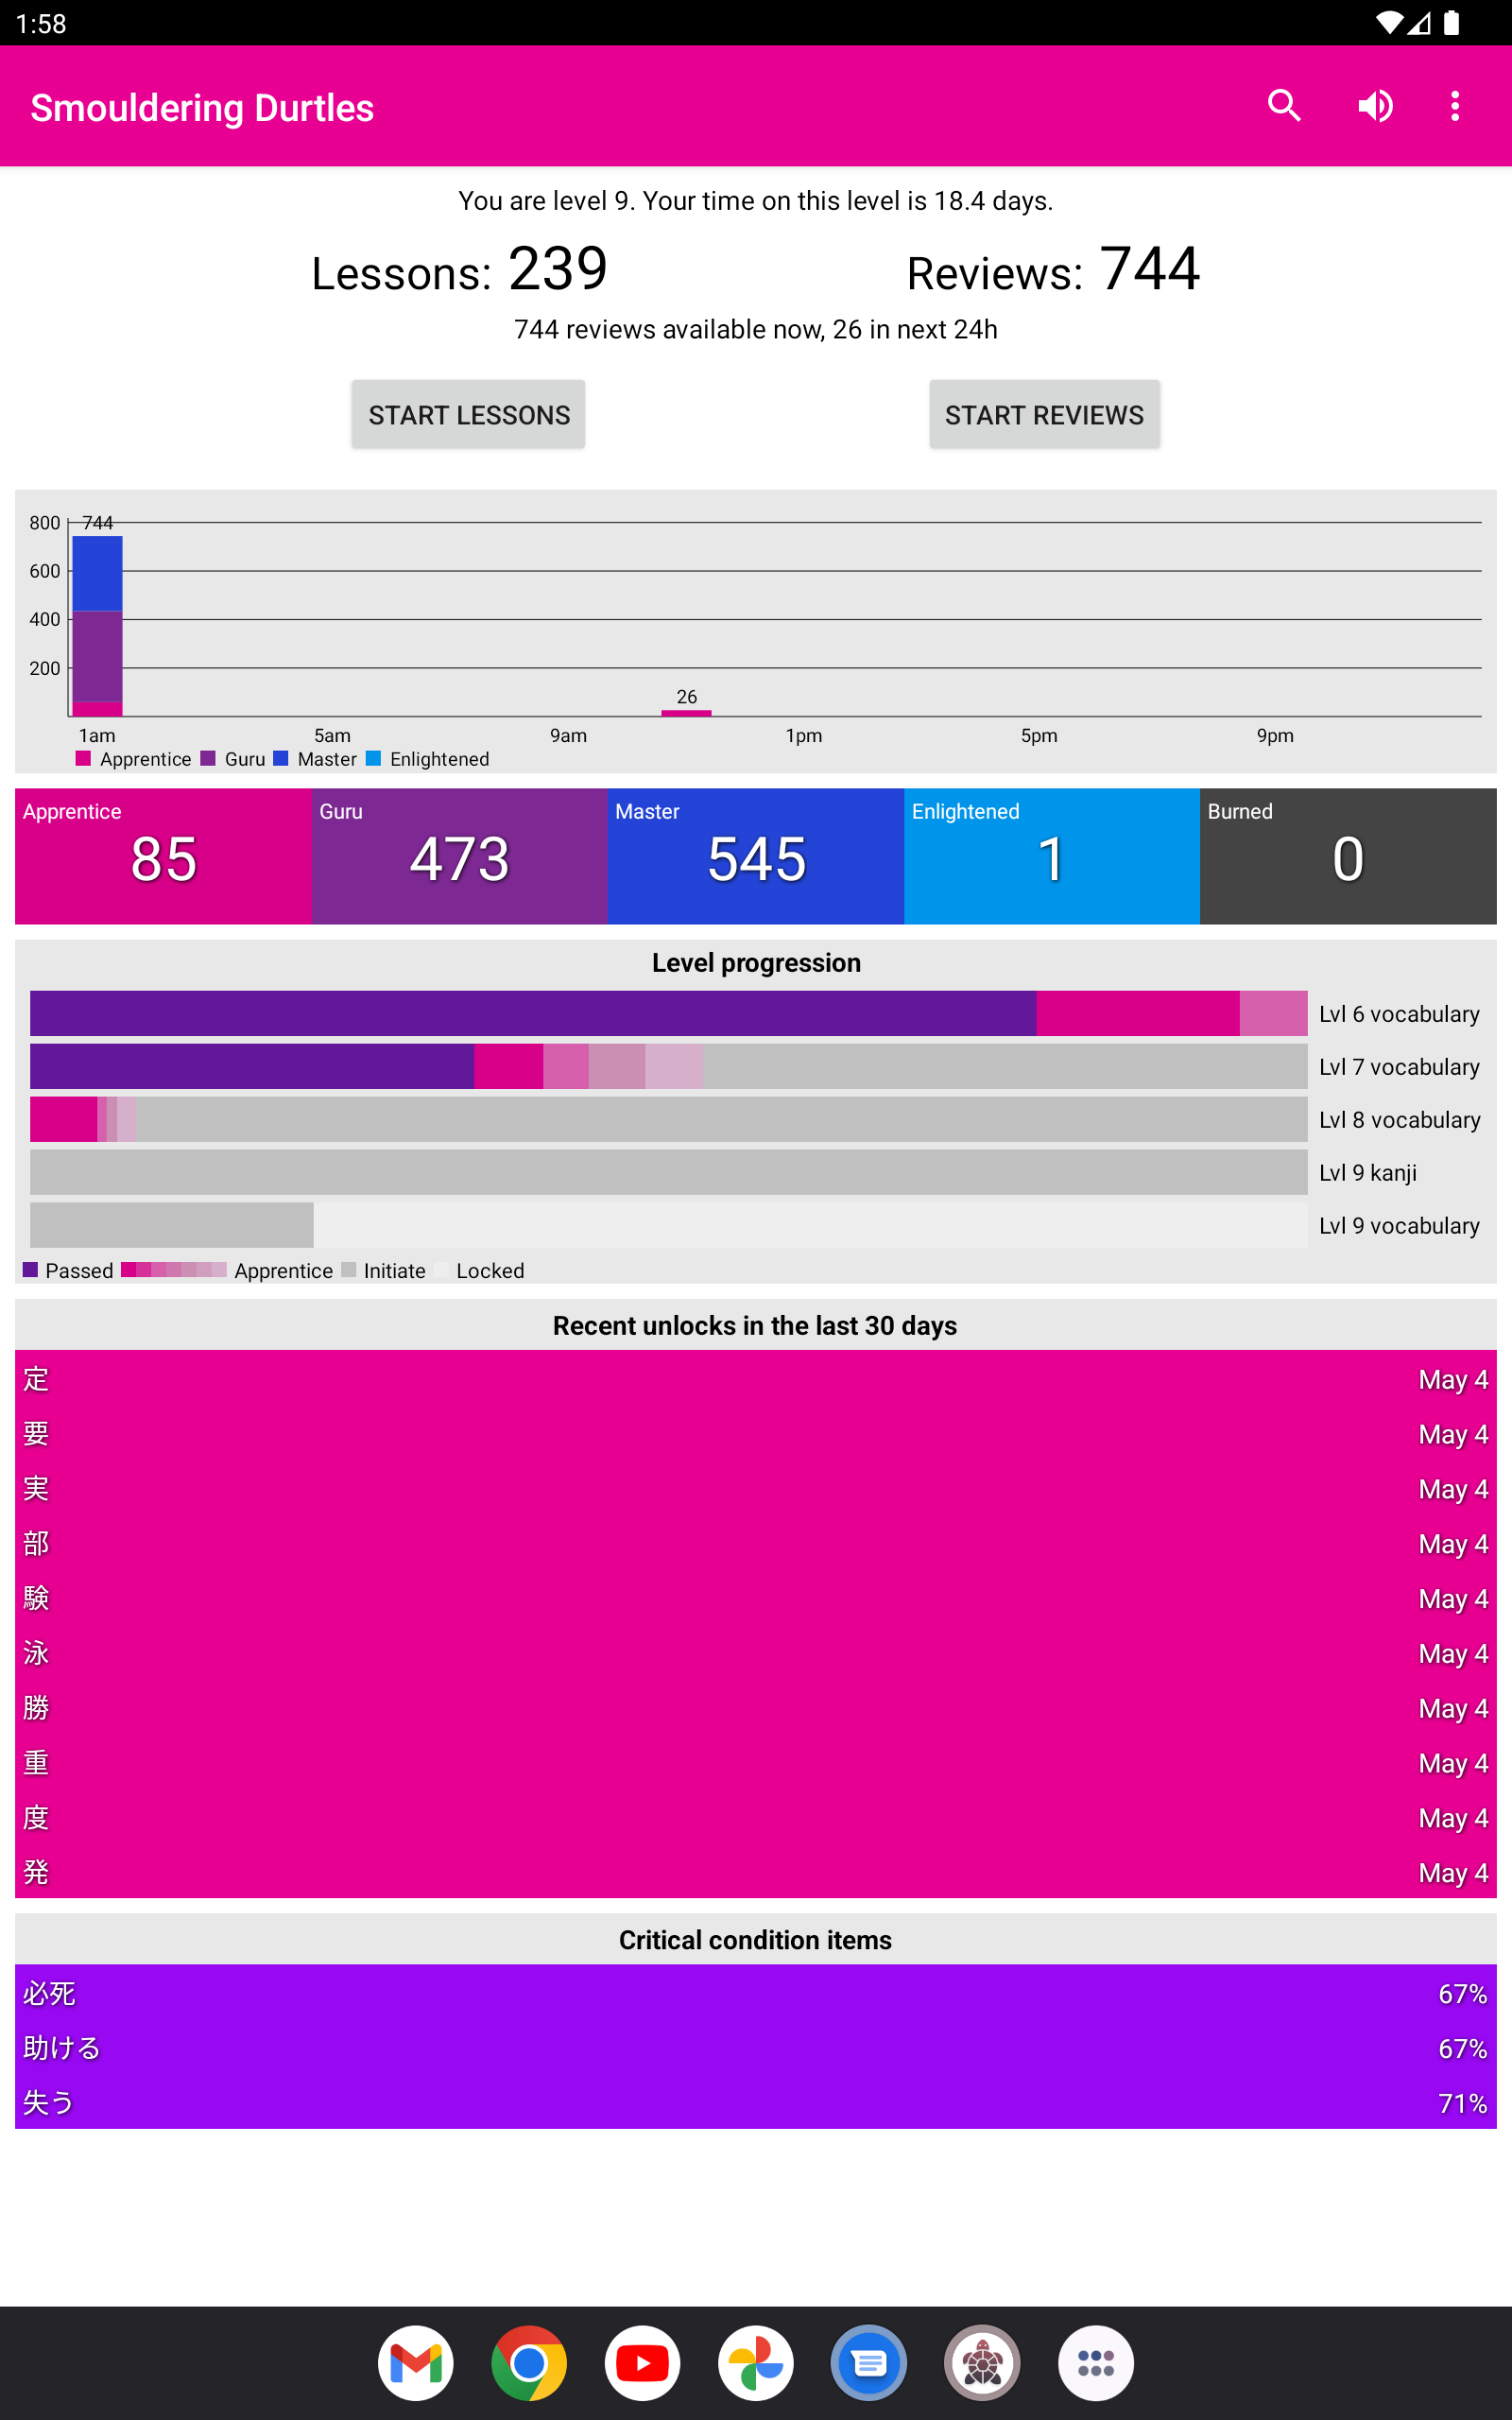 1:58
Smouldering Durtles
You are level 9. Your time on this level is 18.4 days.
Lessons: 239 Reviews: 744
744 reviews available now, 26 in next 24h
START LESSONS START REVIEWS
800 744
600
400
200
26
1am 5am 9am 1pm 5pm 9pm
Apprentice Guru Master Enlightened
Apprentice Guru Master Enlightened Burned
85 473 545 1 0
Level progression
Lvl 6 vocabulary
Lvl 7 vocabulary
Lvl 8 vocabulary
Lvl 9 kanji
Lvl 9 vocabulary
Passed Apprentice Initiate Locked
Recent unlocks in the last 30 days
定 May 4
要 May 4
実 May 4
部 May 4
験 May 4
泳 May 4
勝 May 4
重 May 4
度 May 4
発 May 4
Critical condition items
必死 67%
助ける 67%
失う 71%